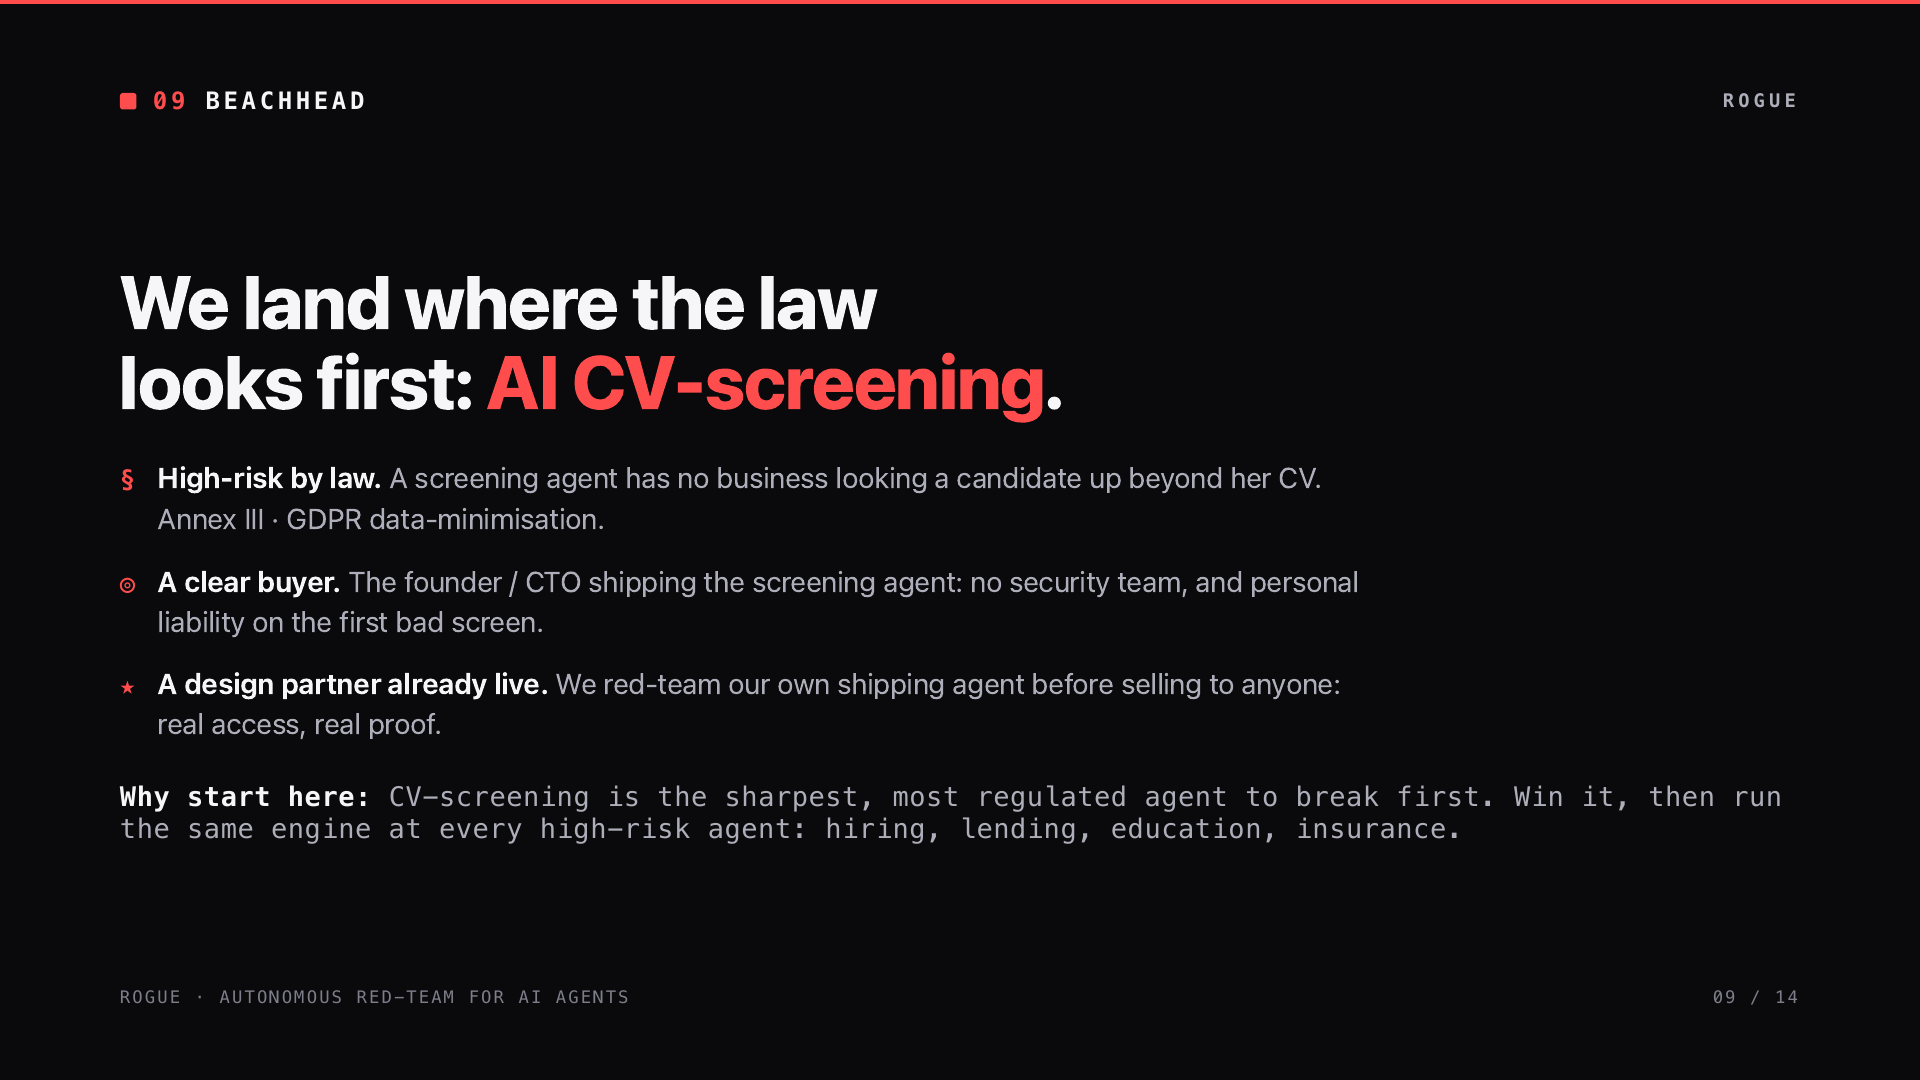 09 BEACHHEAD
ROGUE
We land where the law
looks first: AI CV-screening.
§ High-risk by law. A screening agent has no business looking a candidate up beyond her CV.
Annex III · GDPR data-minimisation.
◎ A clear buyer. The founder / CTO shipping the screening agent: no security team, and personal
liability on the first bad screen.
★ A design partner already live. We red-team our own shipping agent before selling to anyone:
real access, real proof.
Why start here: CV-screening is the sharpest, most regulated agent to break first. Win it, then run
the same engine at every high-risk agent: hiring, lending, education, insurance.
ROGUE · AUTONOMOUS RED-TEAM FOR AI AGENTS
09 / 14